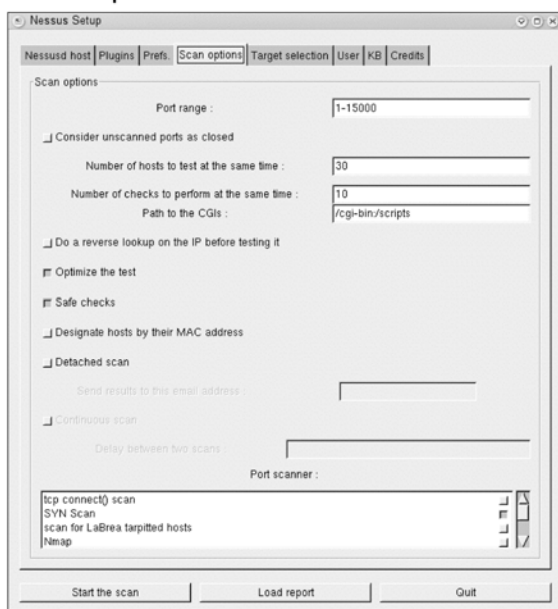 Nessus Setup
Nessusd host Plugins Prefs. Scan options Target selection User KB Credits
Scan options
Port range : 1-15000
Consider unscanned ports as closed
Number of hosts to test at the same time : 30
Number of checks to perform at the same time : 10
Path to the CGIs : /cgi-bin:/scripts
Do a reverse lookup on the IP before testing it
Optimize the test
Safe checks
Designate hosts by their MAC address
Detached scan
Send results to this email address :
Continuous scan
Delay between two scans :
Port scanner :
tcp connect() scan
SYN Scan
scan for LaBrea tarpitted hosts
Nmap
Start the scan Load report Quit